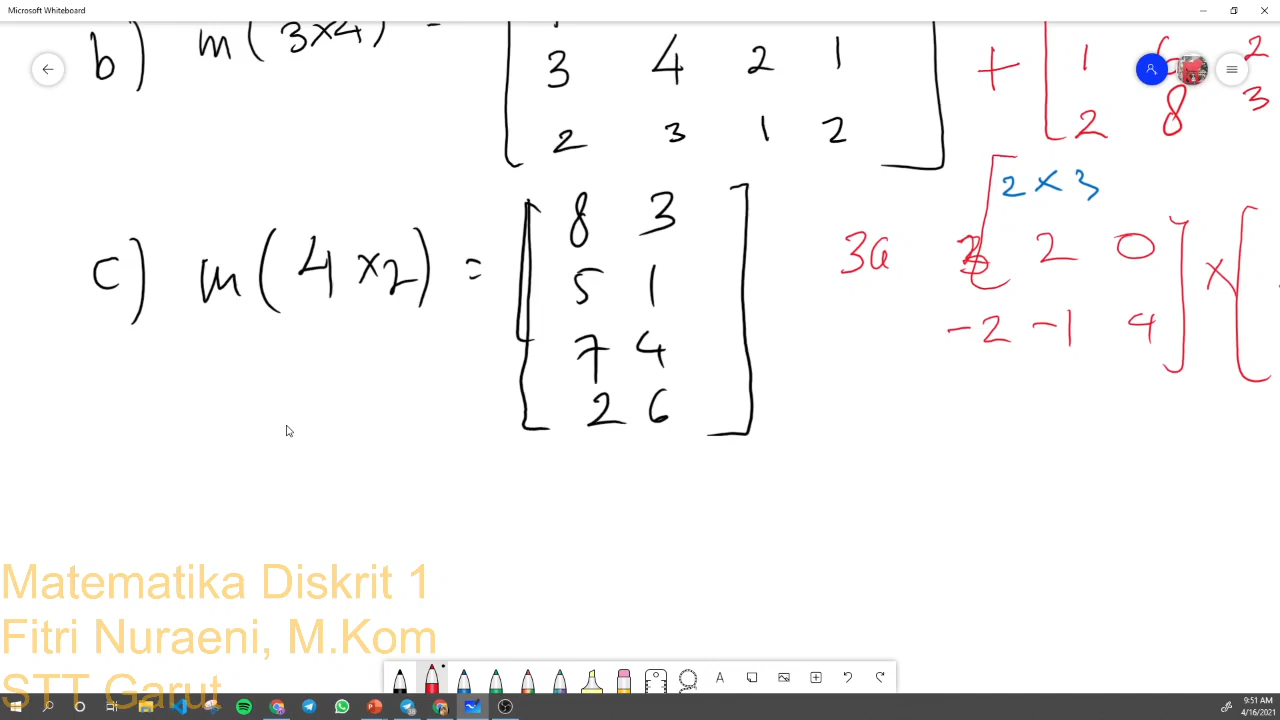 Microsoft Whiteboard
b) m(3x4) =
3 4 2 1
2 3 1 2
+
1 6 2
2 8 3
c) m(4x2) =
8 3
5 1
7 4
2 6
2 x 3
3a 2 0 x
-2 -1 4
Matematika Diskrit 1
Fitri Nuraeni, M.Kom
STT Garut
9:51 AM
4/16/2021